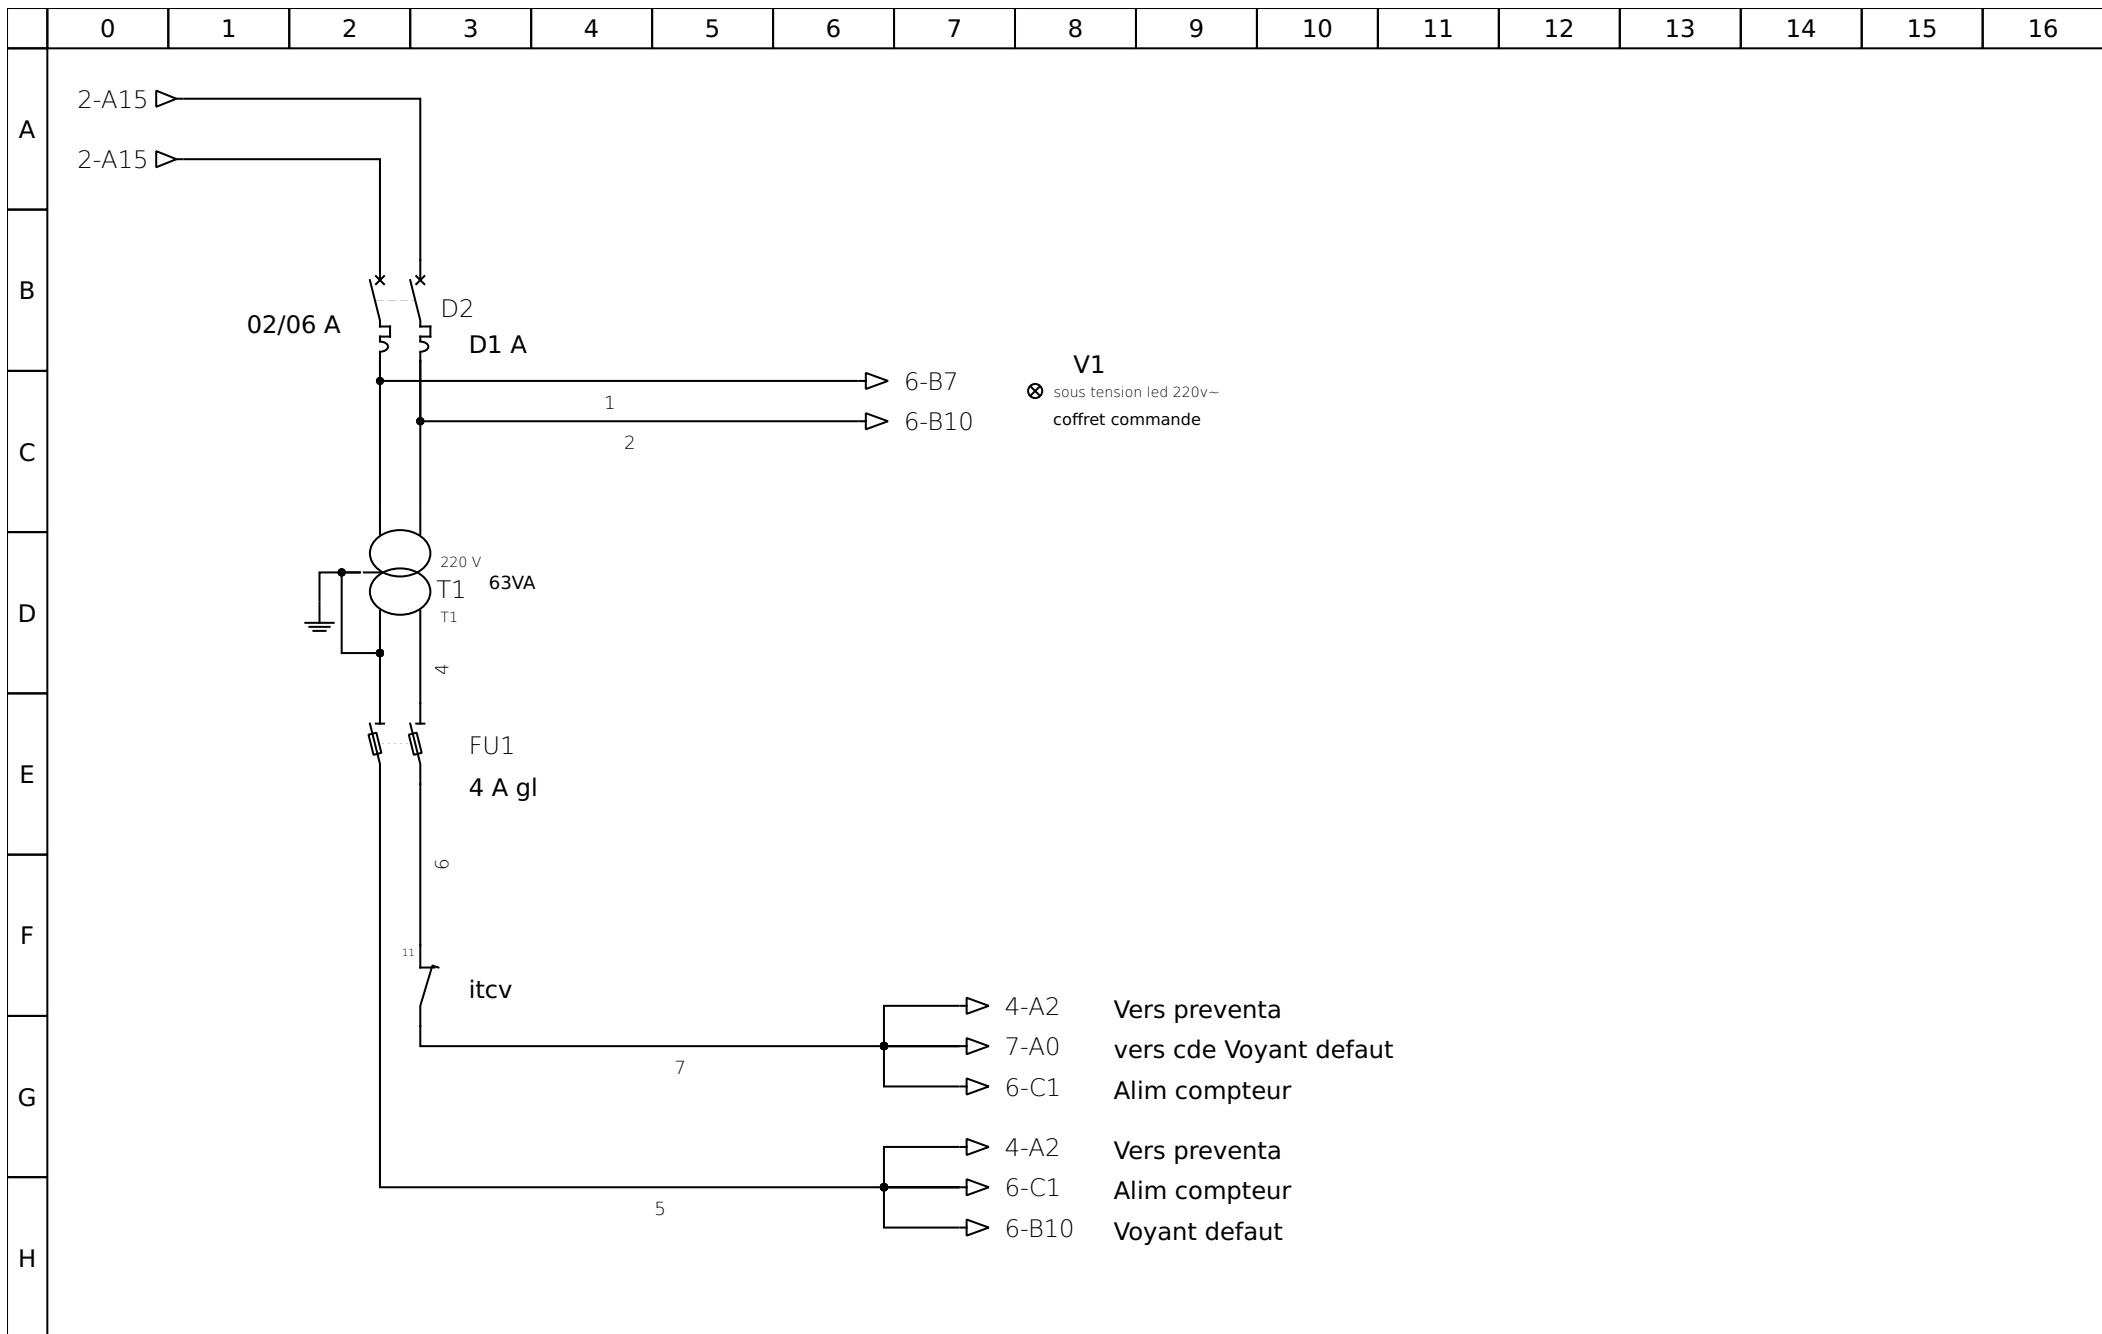 0 1 2 3 4 5 6 7 8 9 10 11 12 13 14 15 16
A
2-A15
2-A15
B
02/06 A
D2
D1 A
V1
6-B7
sous tension led 220v~
1
6-B10
coffret commande
2
C
220 V
T1
63VA
T1
D
4
FU1
E
4 A gl
6
F
11
itcv
4-A2 Vers preventa
7-A0 vers cde Voyant defaut
7
6-C1 Alim compteur
G
4-A2 Vers preventa
6-C1 Alim compteur
5
6-B10 Voyant defaut
H